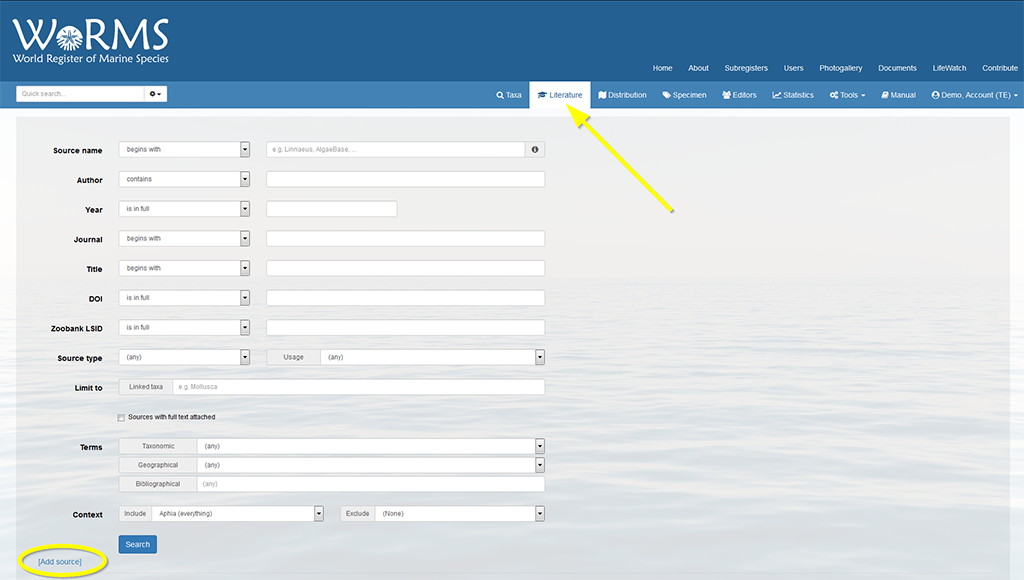 WoRMS
World Register of Marine Species
Home About Subregisters Users Photogallery Documents LifeWatch Contribute
Quick search... Taxa Literature Distribution Specimen Editors Statistics Tools Manual Demo, Account (TE)
Source name begins with e.g. Linnaeus, AlgaeBase, ...
Author contains
Year is in full
Journal begins with
Title begins with
DOI is in full
Zoobank LSID is in full
Source type (any) Usage (any)
Limit to Linked taxa e.g. Mollusca
Sources with full text attached
Terms Taxonomic (any)
Geographical (any)
Bibliographical (any)
Context Include Aphia (everything) Exclude (None)
Search
[Add source]